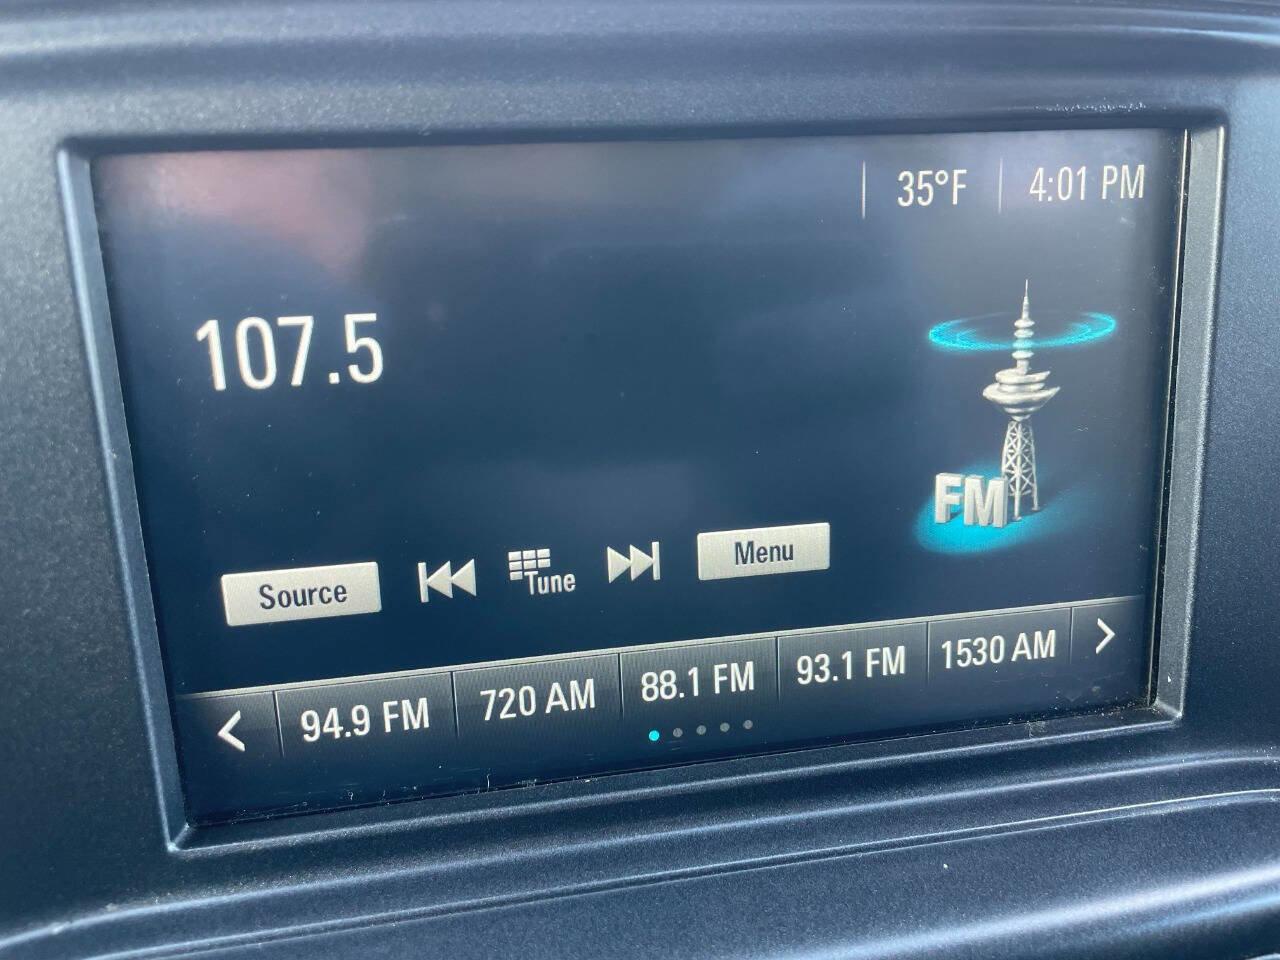 35°F 4:01 PM
107.5
FM
Source Tune Menu
94.9 FM 720 AM 88.1 FM 93.1 FM 1530 AM